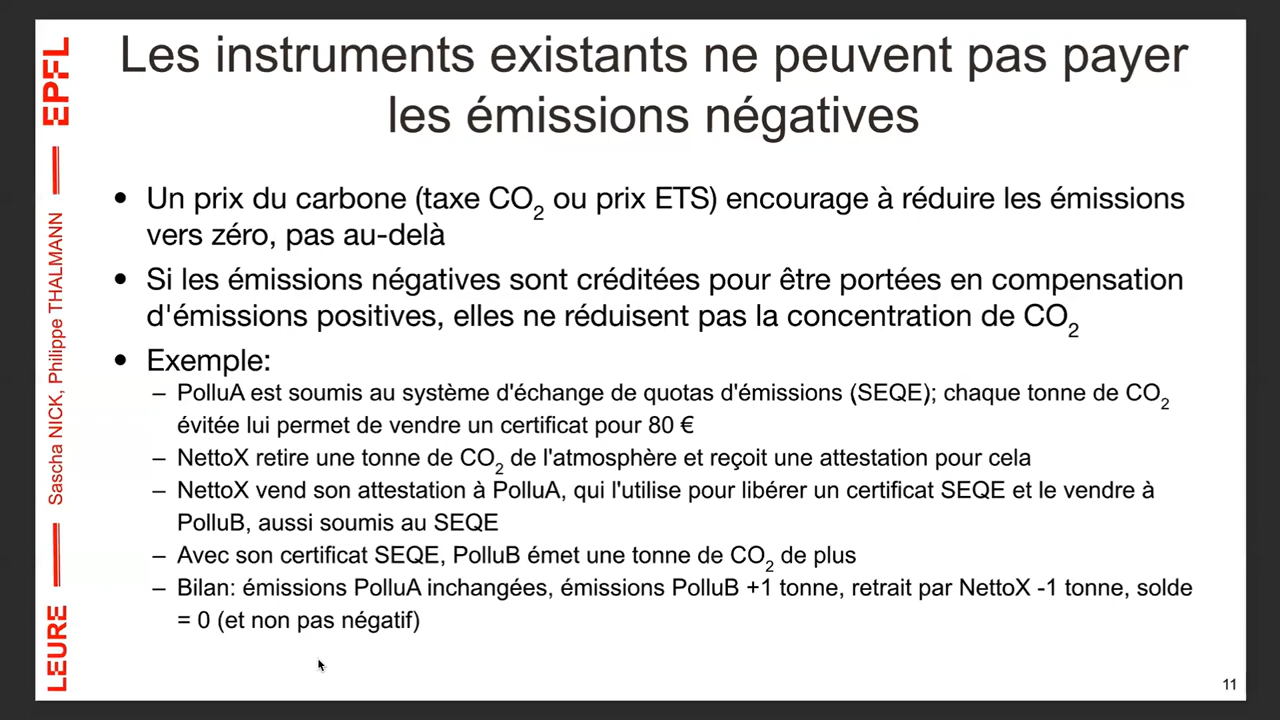 Les instruments existants ne peuvent pas payer
les émissions négatives
• Un prix du carbone (taxe CO2 ou prix ETS) encourage à réduire les émissions
vers zéro, pas au-delà
• Si les émissions négatives sont créditées pour être portées en compensation
d'émissions positives, elles ne réduisent pas la concentration de CO2
• Exemple:
– PolluA est soumis au système d'échange de quotas d'émissions (SEQE); chaque tonne de CO2
évitée lui permet de vendre un certificat pour 80 €
– NettoX retire une tonne de CO2 de l'atmosphère et reçoit une attestation pour cela
– NettoX vend son attestation à PolluA, qui l'utilise pour libérer un certificat SEQE et le vendre à
PolluB, aussi soumis au SEQE
– Avec son certificat SEQE, PolluB émet une tonne de CO2 de plus
– Bilan: émissions PolluA inchangées, émissions PolluB +1 tonne, retrait par NettoX -1 tonne, solde
= 0 (et non pas négatif)
EPFL
Sascha NICK, Philippe THALMANN
LEURE
11